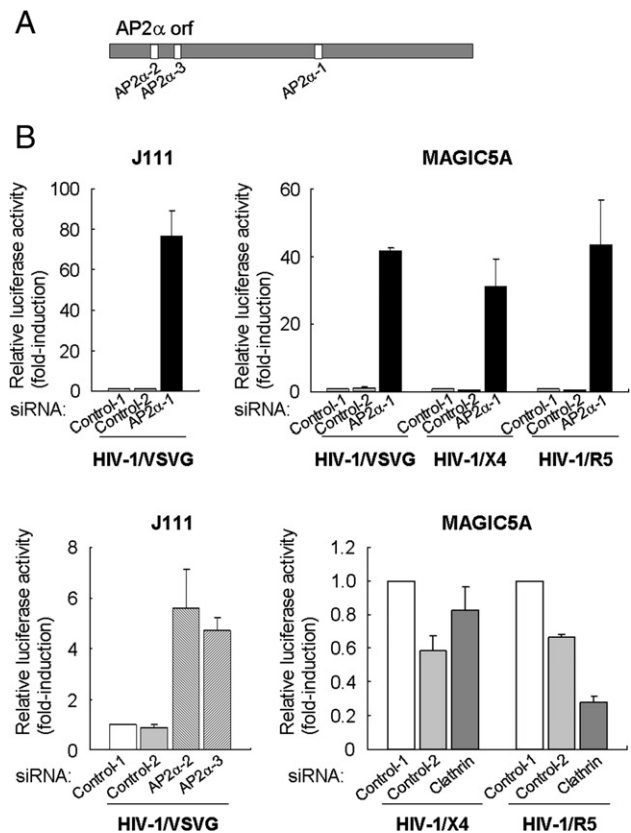 A
AP2α orf
AP2α-2
AP2α-3
AP2α-1
B
J111
Relative luciferase activity
(fold-induction)
100
80
60
40
20
0
siRNA:
Control-1
Control-2
AP2α-1
HIV-1/VSVG
MAGIC5A
Relative luciferase activity
(fold-induction)
60
40
20
0
siRNA:
Control-1
Control-2
AP2α-1
Control-1
Control-2
AP2α-1
Control-1
Control-2
AP2α-1
HIV-1/VSVG
HIV-1/X4
HIV-1/R5
J111
Relative luciferase activity
(fold-induction)
8
6
4
2
0
siRNA:
Control-1
Control-2
AP2α-2
AP2α-3
HIV-1/VSVG
MAGIC5A
Relative luciferase activity
(fold-induction)
1.2
1.0
0.8
0.6
0.4
0.2
0
siRNA:
Control-1
Control-2
Clathrin
Control-1
Control-2
Clathrin
HIV-1/X4
HIV-1/R5